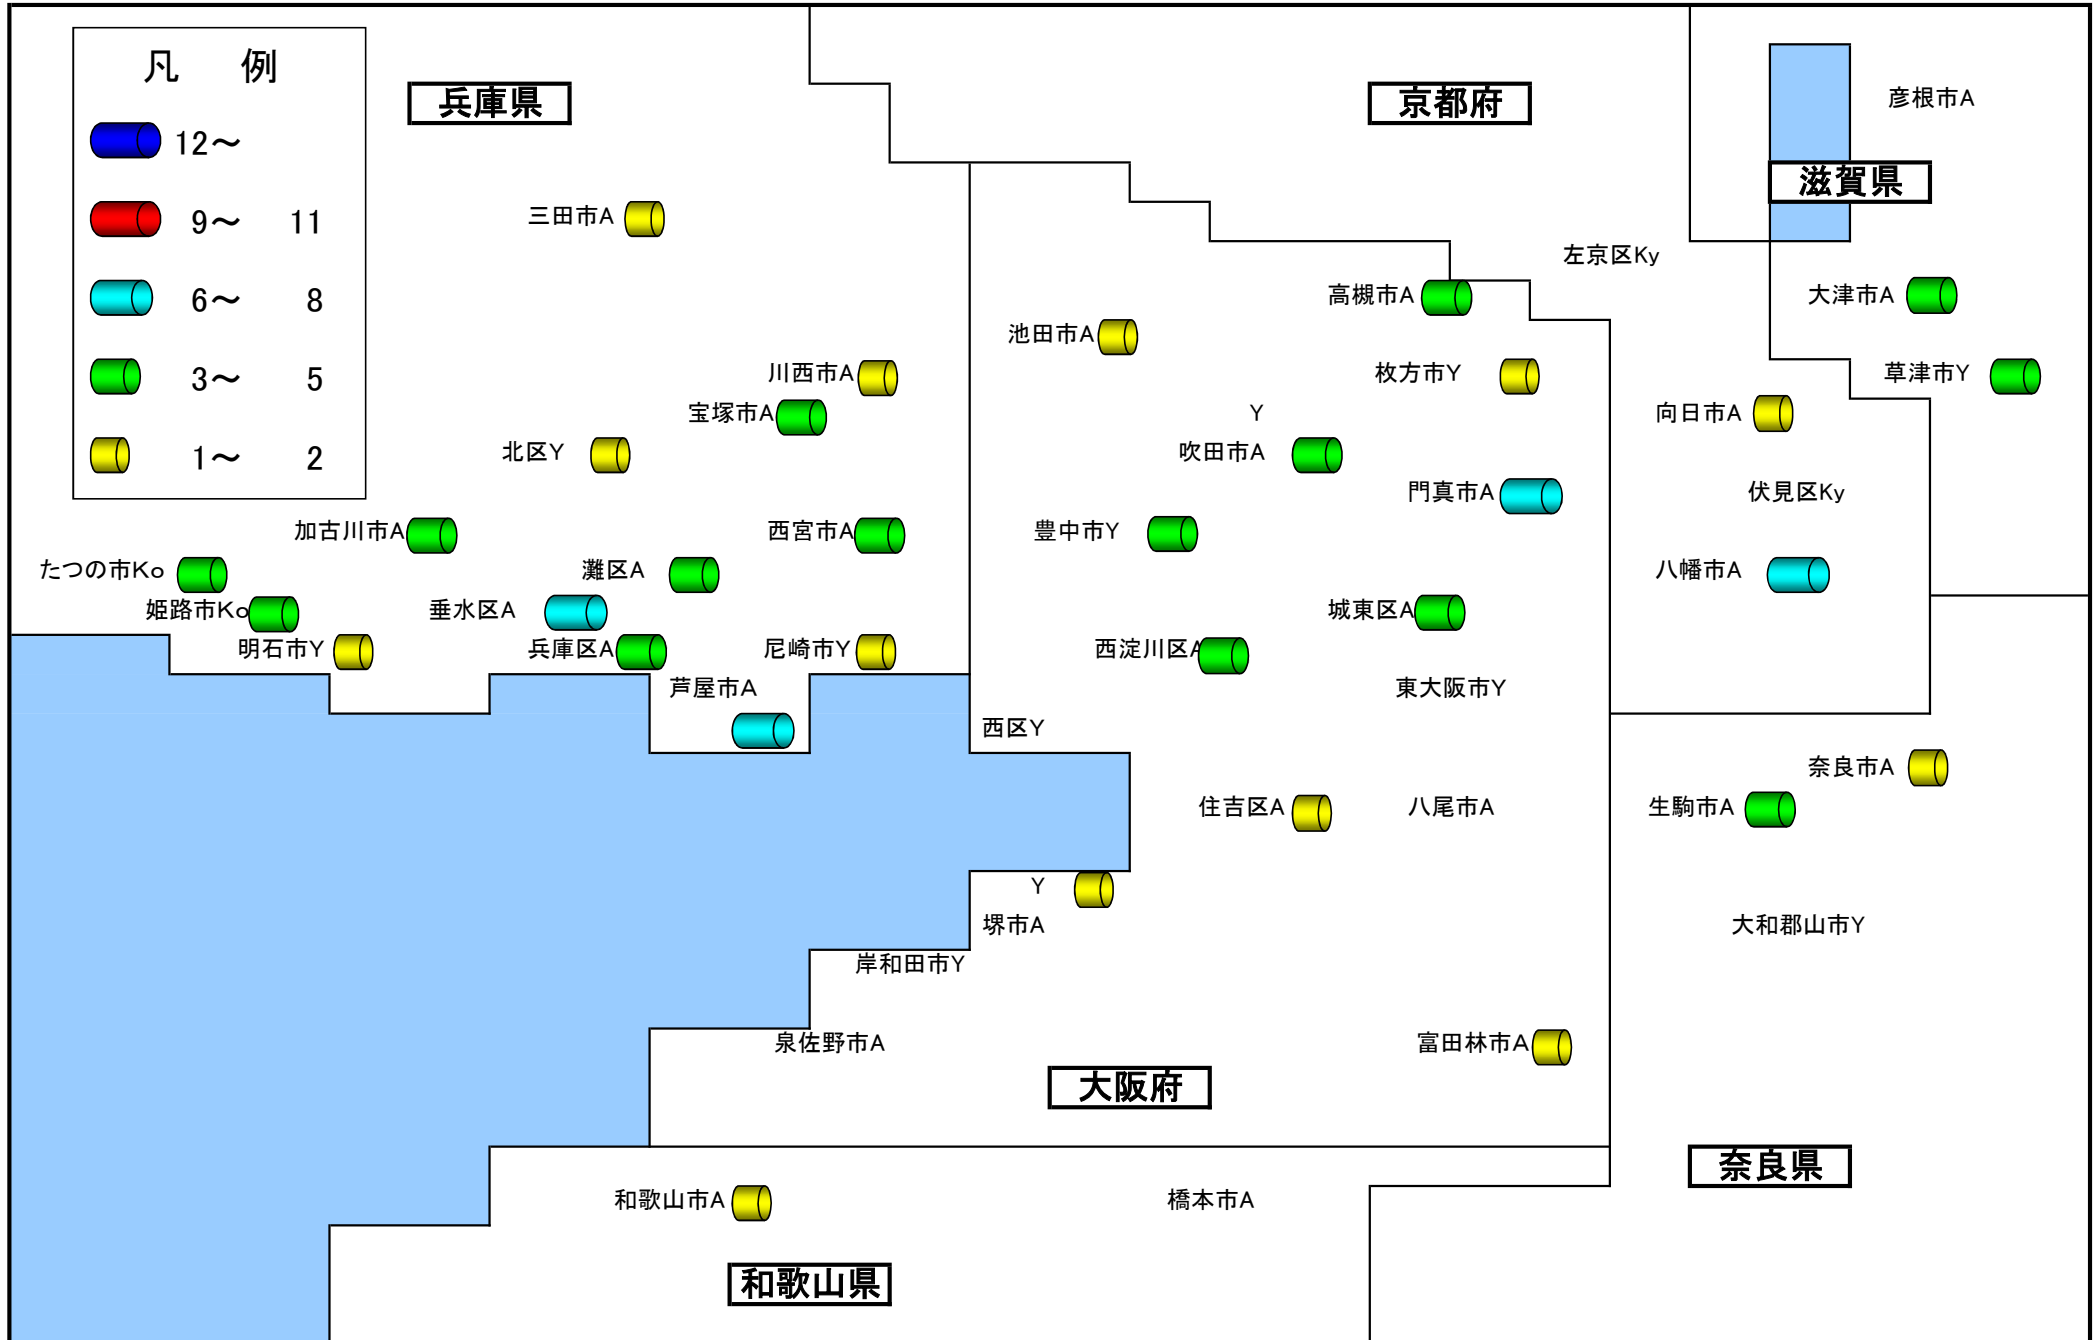 凡 例
12～
9～ 11
6～ 8
3～ 5
1～ 2
兵庫県
京都府
彦根市A
滋賀県
三田市A
左京区Ky
高槻市A
大津市A
池田市A
川西市A
枚方市Y
草津市Y
宝塚市A
Y
向日市A
北区Y
吹田市A
門真市A
伏見区Ky
加古川市A
西宮市A
豊中市Y
たつの市Ko
灘区A
八幡市A
姫路市Ko
垂水区A
城東区A
明石市Y
兵庫区A
尼崎市Y
西淀川区A
芦屋市A
東大阪市Y
西区Y
奈良市A
住吉区A
八尾市A
生駒市A
Y
堺市A
大和郡山市Y
岸和田市Y
泉佐野市A
富田林市A
大阪府
奈良県
和歌山市A
橋本市A
和歌山県